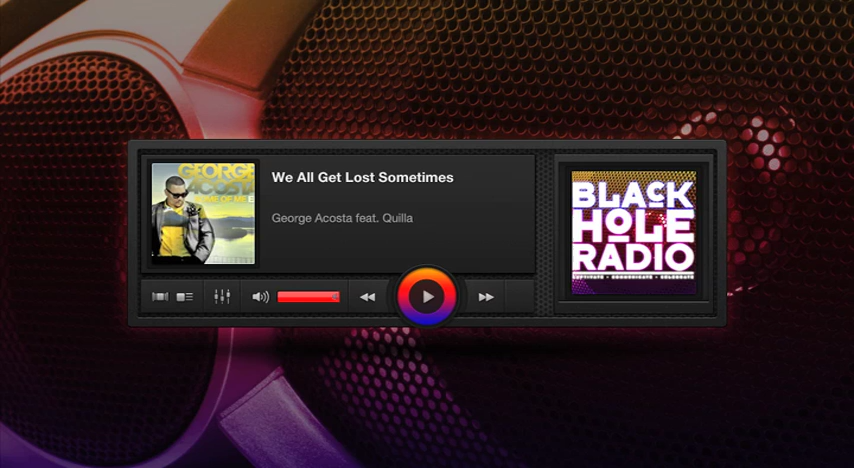 We All Get Lost Sometimes
George Acosta feat. Quilla
GEORGE
ACOSTA
BLACK
HOLE
RADIO